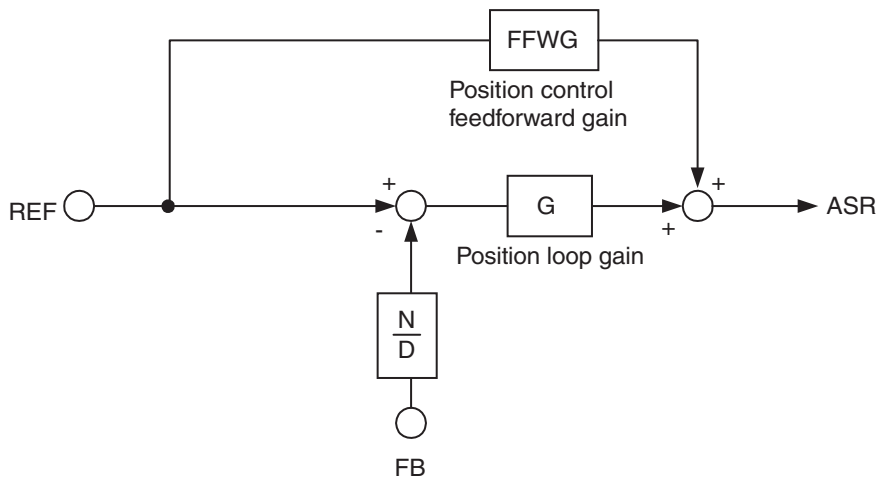 FFWG
Position control
feedforward gain
+
+
REF
G
ASR
-
+
Position loop gain
N
D
FB